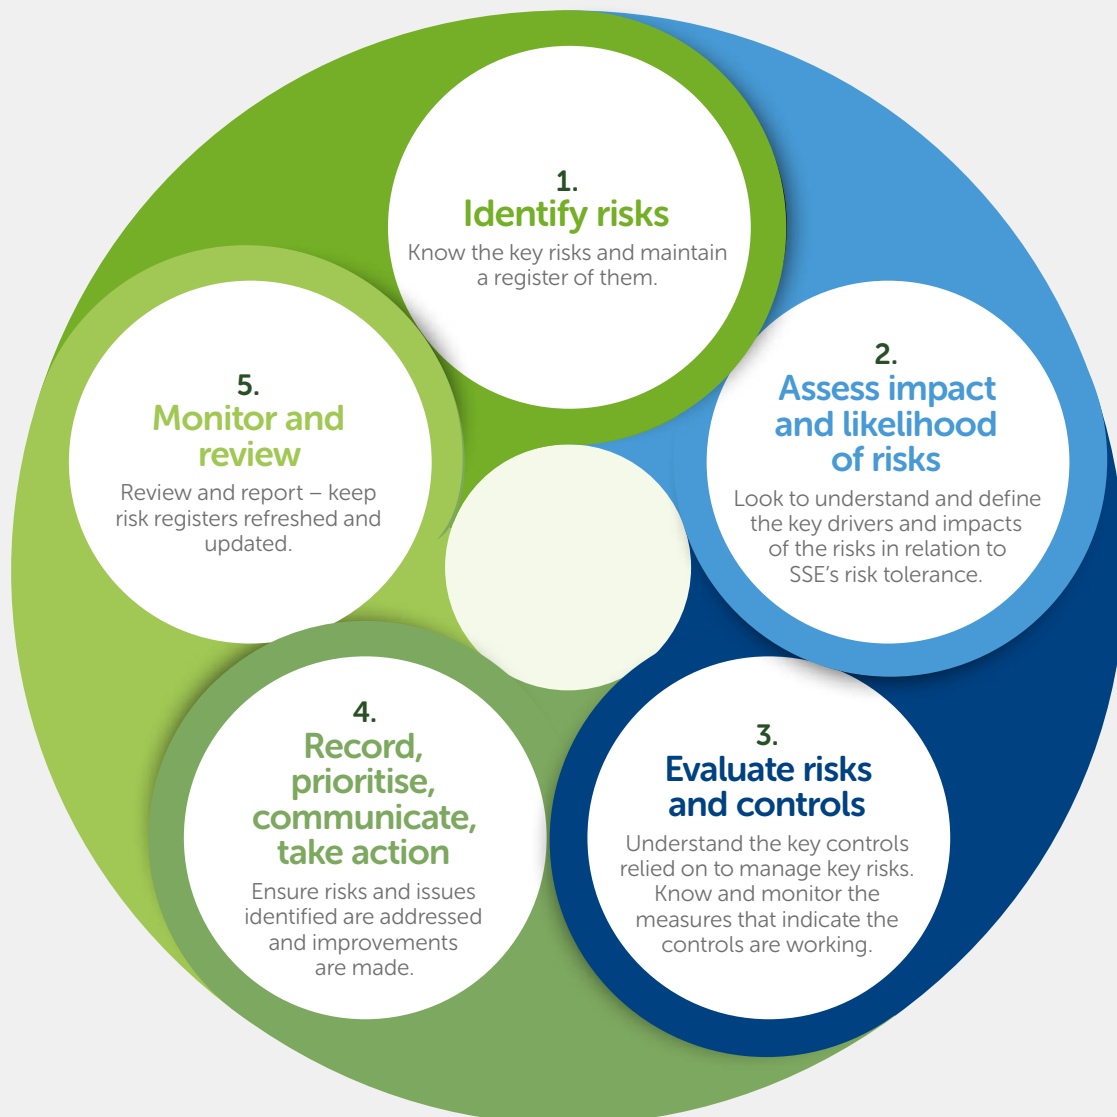 1.
Identify risks
Know the key risks and maintain
a register of them.
2.
Assess impact
and likelihood
of risks
Look to understand and define
the key drivers and impacts
of the risks in relation to
SSE’s risk tolerance.
3.
Evaluate risks
and controls
Understand the key controls
relied on to manage key risks.
Know and monitor the
measures that indicate the
controls are working.
4.
Record,
prioritise,
communicate,
take action
Ensure risks and issues
identified are addressed
and improvements
are made.
5.
Monitor and
review
Review and report – keep
risk registers refreshed and
updated.